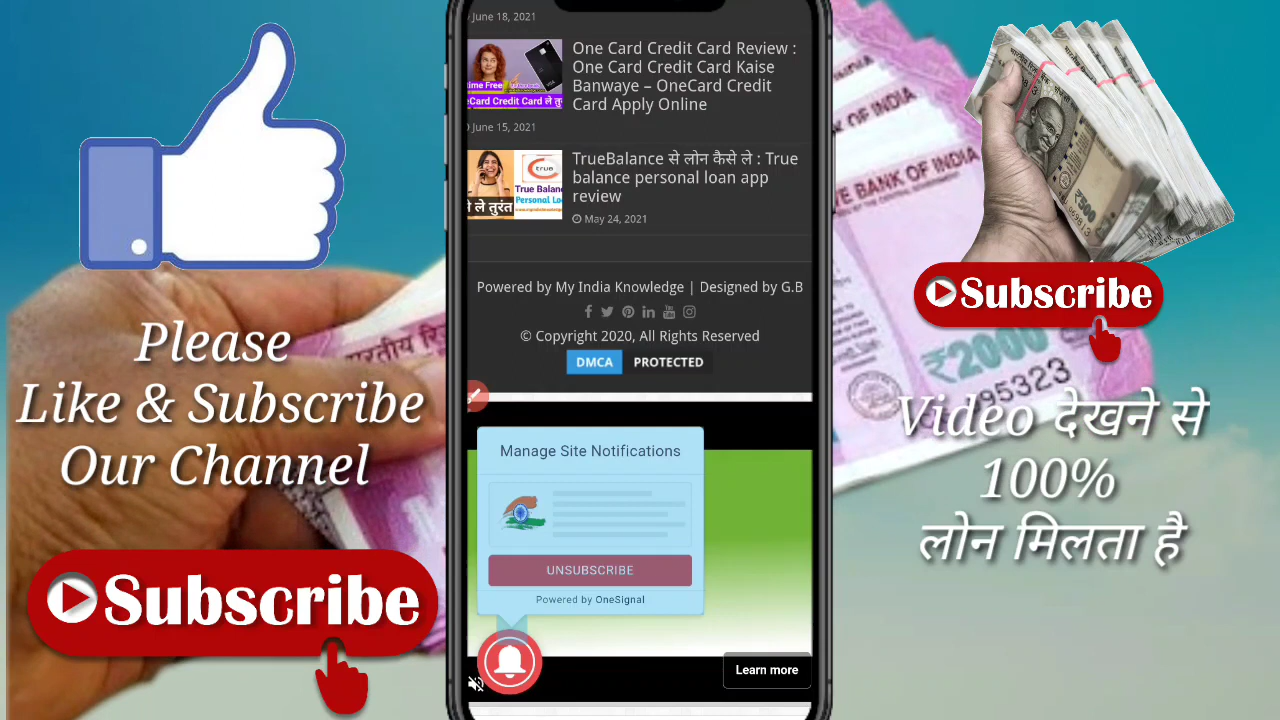 Please
Like & Subscribe
Our Channel
Subscribe
June 18, 2021
One Card Credit Card Review :
One Card Credit Card Kaise
Banwaye – OneCard Credit
Card Apply Online
June 15, 2021
TrueBalance से लोन कैसे ले : True
balance personal loan app
review
May 24, 2021
Powered by My India Knowledge | Designed by G.B
© Copyright 2020, All Rights Reserved
DMCA PROTECTED
Manage Site Notifications
UNSUBSCRIBE
Powered by OneSignal
Learn more
Subscribe
Video देखने से
100%
लोन मिलता है
₹2000
95323
₹500